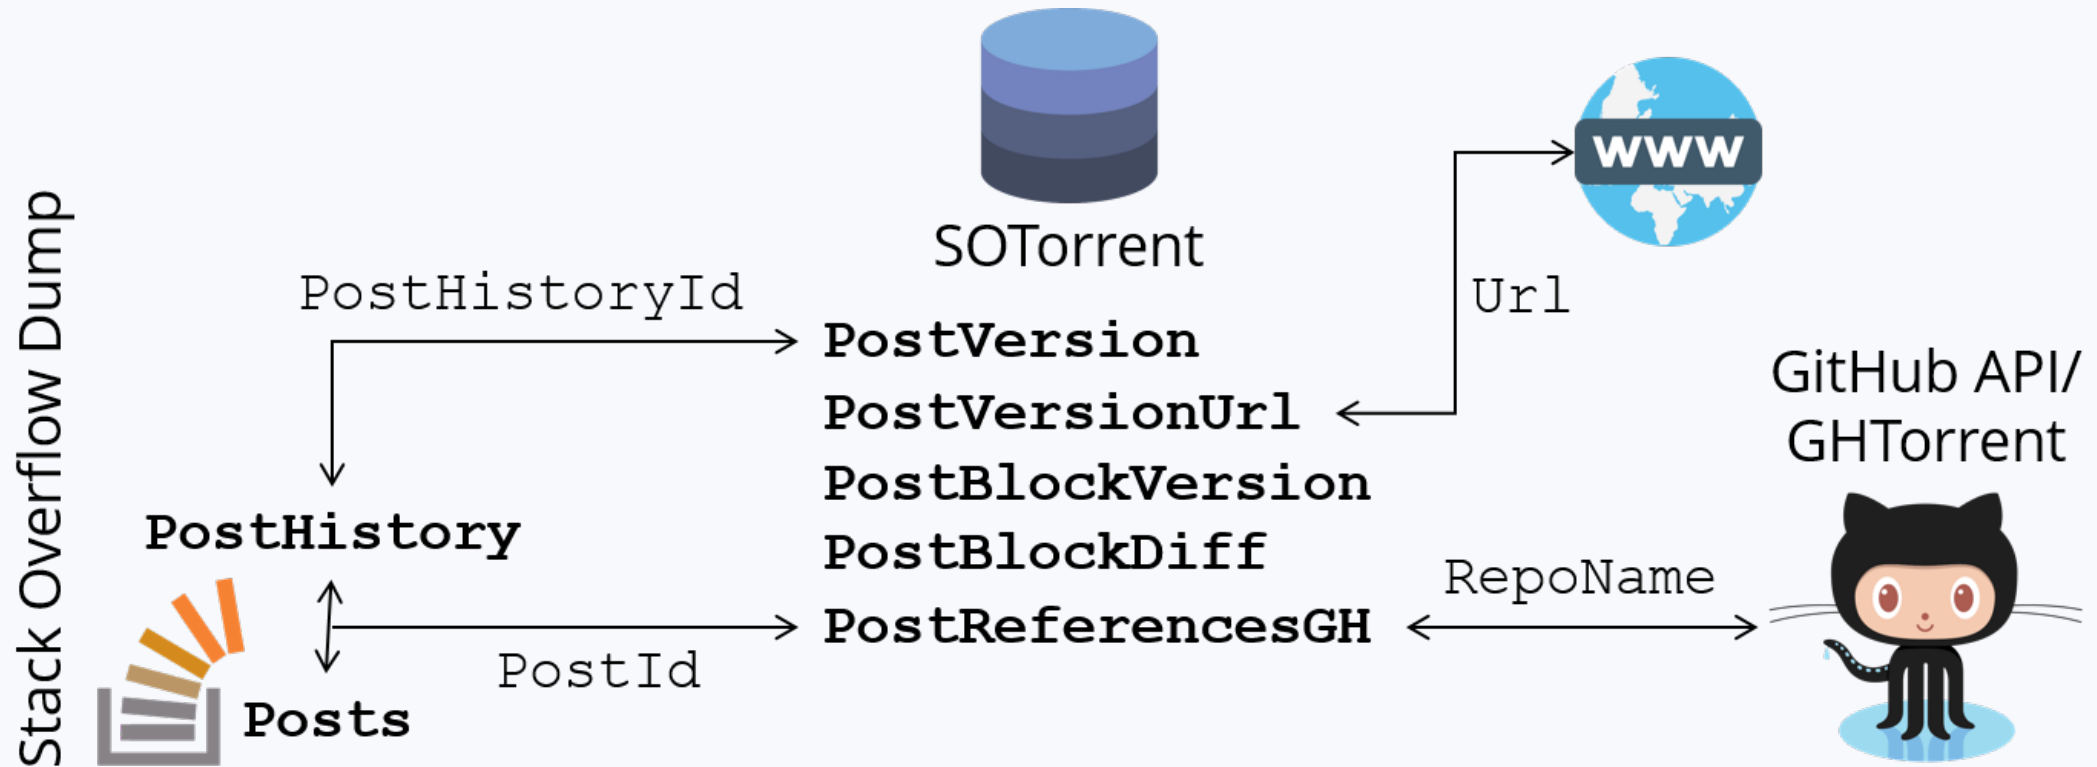 Stack Overflow Dump
SOTorrent
WWW
PostHistoryId
Url
PostVersion
PostVersionUrl
PostBlockVersion
PostBlockDiff
PostReferencesGH
GitHub API/
GHTorrent
PostHistory
RepoName
PostId
Posts